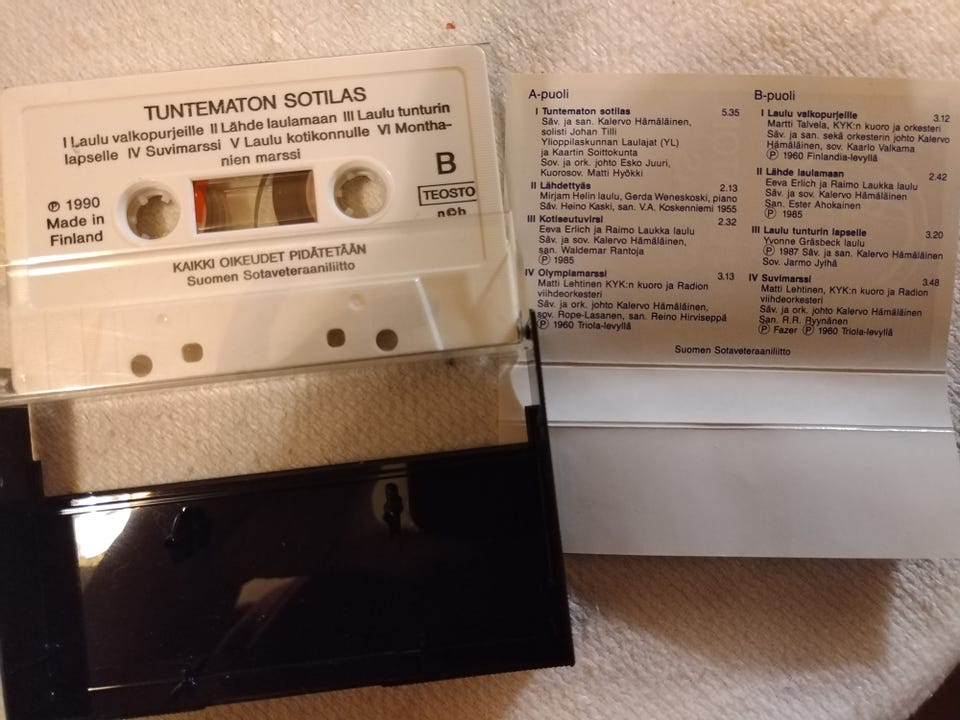 TUNTEMATON SOTILAS
I Laulu valkopurjeille II Lähde laulamaan III Laulu tunturin
lapselle IV Suvimarssi V Laulu kotikonnulle VI Montha-
nien marssi
B
TEOSTO
ncb
℗ 1990
Made in
Finland
KAIKKI OIKEUDET PIDÄTETÄÄN
Suomen Sotaveteraaniliitto
A-puoli
I Tuntematon sotilas 5.35
Säv. ja san. Kalervo Hämäläinen,
solisti Johan Tilli
Ylioppilaskunnan Laulajat (YL)
ja Kaartin Soittokunta
Sov. ja ork. johto Esko Juuri,
Kuorosov. Matti Hyökki
II Lähdettyäs 2.13
Mirjam Helin laulu, Gerda Weneskoski, piano
Säv. Heino Kaski, san. V.A. Koskenniemi 1955
III Kotiseutuvirsi 2.32
Eeva Erlich ja Raimo Laukka laulu
Säv. ja sov. Kalervo Hämäläinen,
san. Waldemar Rantoja
℗ 1985
IV Olympiamarssi 3.13
Matti Lehtinen KYK:n kuoro ja Radion
viihdeorkesteri
Säv. ja ork. johto Kalervo Hämäläinen,
sov. Rope-Lasanen, san. Reino Hirviseppä
℗ 1960 Triola-levyllä
B-puoli
I Laulu valkopurjeille 3.12
Martti Talvela, KYK:n kuoro ja orkesteri
Säv. ja san. sekä orkesterin johto Kalervo
Hämäläinen, sov. Kaarlo Valkama
℗ 1960 Finlandia-levyllä
II Lähde laulamaan 2.42
Eeva Erlich ja Raimo Laukka laulu
Säv. ja sov. Kalervo Hämäläinen
San. Ester Ahokainen
℗ 1985
III Laulu tunturin lapselle 3.20
Yvonne Gräsbeck laulu
℗ 1987 Säv. ja san. Kalervo Hämäläinen
Sov. Jarmo Jylhä
IV Suvimarssi 3.48
Matti Lehtinen, KYK:n kuoro ja Radion
viihdeorkesteri
Säv. ja ork. johto Kalervo Hämäläinen
San. R.R. Ryynänen
℗ Fazer ℗ 1960 Triola-levyllä
Suomen Sotaveteraaniliitto